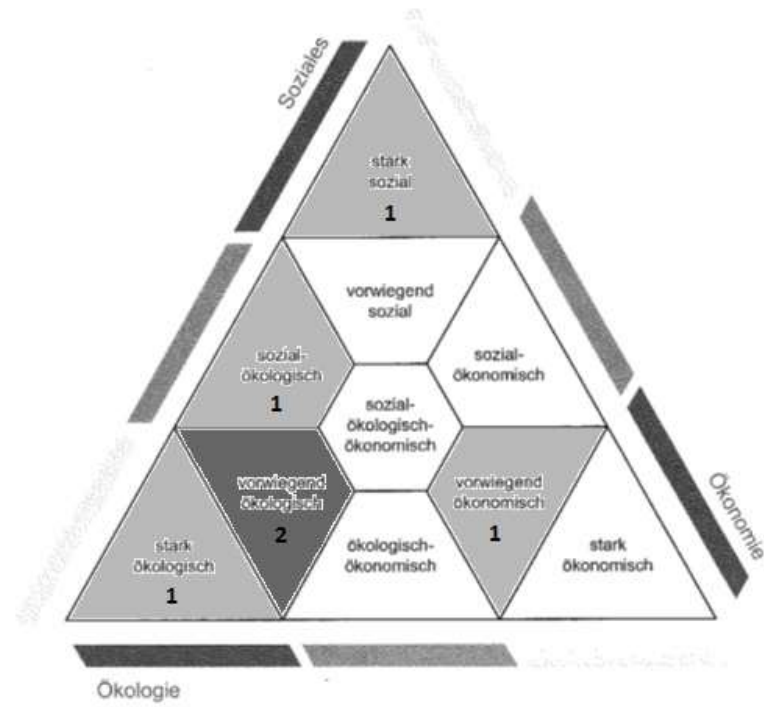 Soziales
stark
sozial
1
vorwiegend
sozial
sozial-
ökologisch
1
sozial-
ökonomisch
sozial-
ökologisch-
ökonomisch
vorwiegend
ökologisch
2
vorwiegend
ökonomisch
1
stark
ökologisch
1
ökologisch-
ökonomisch
stark
ökonomisch
Ökonomie
Ökologie